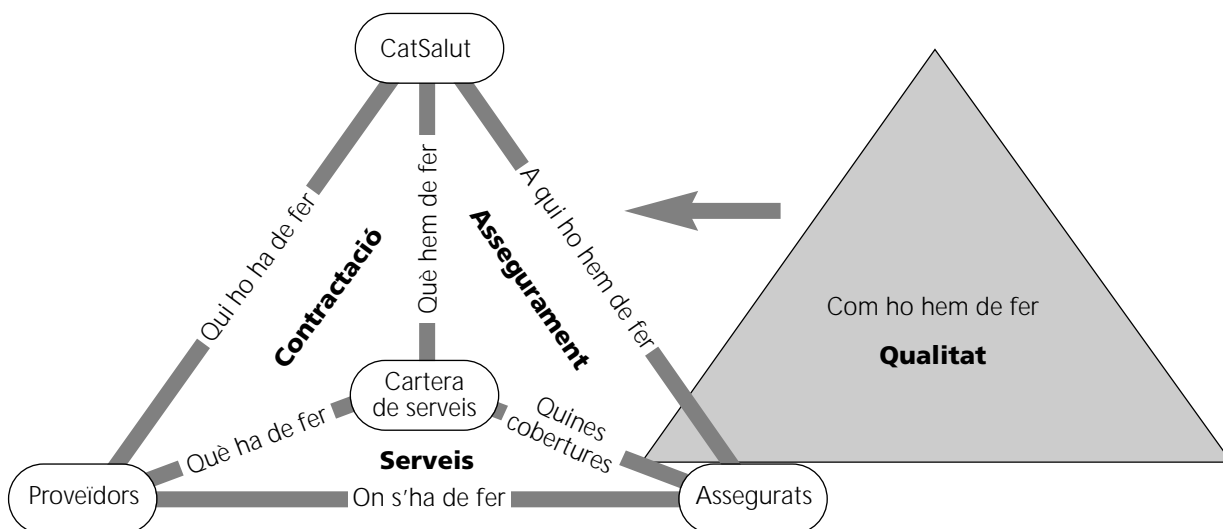 CatSalut
Qui ho ha de fer
Contractació
Què hem de fer
Assegurament
A qui ho hem de fer
Com ho hem de fer
Qualitat
Cartera
de serveis
Què ha de fer
Quines
cobertures
Serveis
Proveïdors
On s’ha de fer
Assegurats